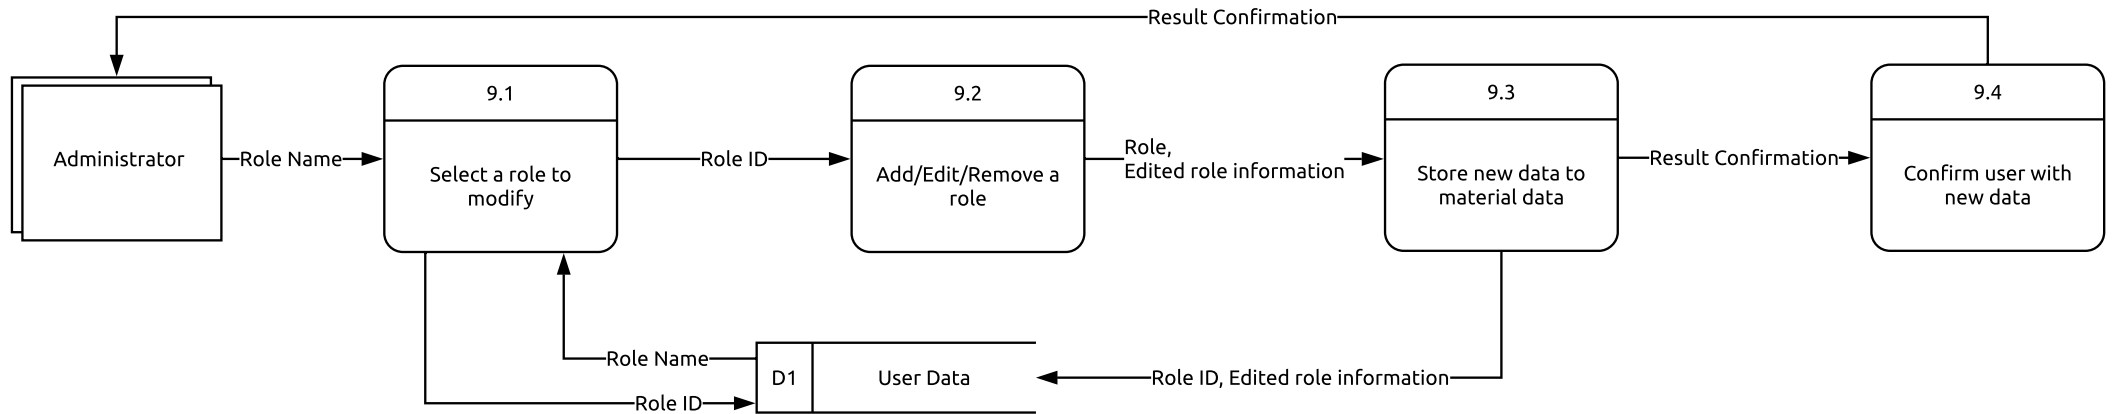 Result Confirmation
Administrator
Role Name
9.1
Select a role to
modify
Role ID
9.2
Add/Edit/Remove a
role
Role,
Edited role information
9.3
Store new data to
material data
Result Confirmation
9.4
Confirm user with
new data
Role Name
Role ID
D1
User Data
Role ID, Edited role information